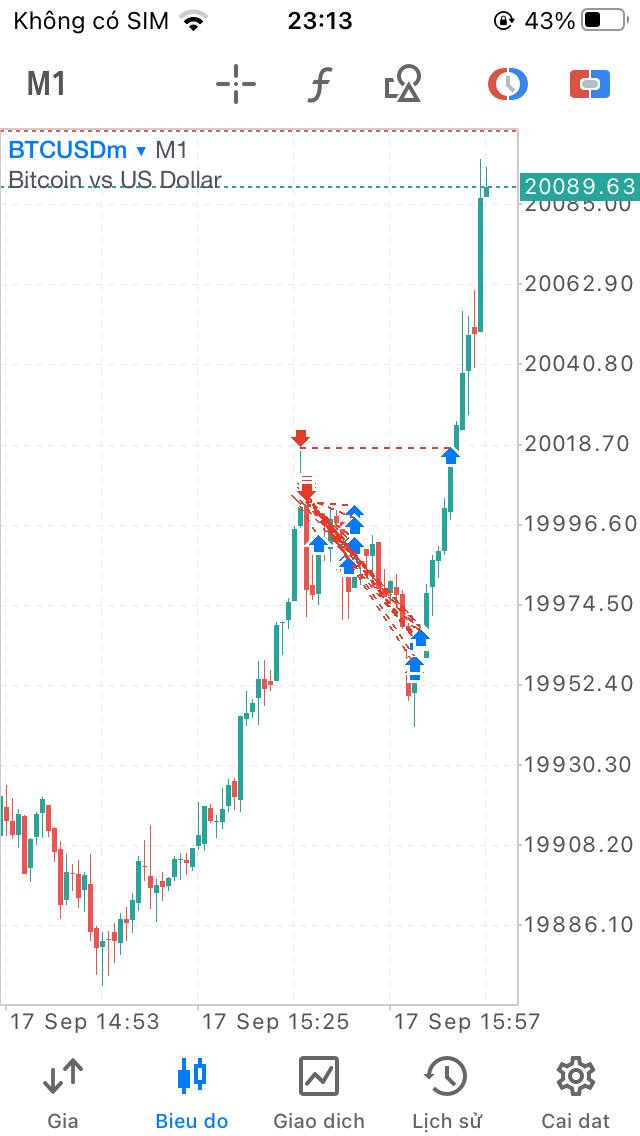 Không có SIM 23:13 43%
M1 f
BTCUSDm ▾ M1
Bitcoin vs US Dollar
20089.63
20085.00
20062.90
20040.80
20018.70
19996.60
19974.50
19952.40
19930.30
19908.20
19886.10
17 Sep 14:53 17 Sep 15:25 17 Sep 15:57
Gia Bieu do Giao dich Lịch sử Cai dat